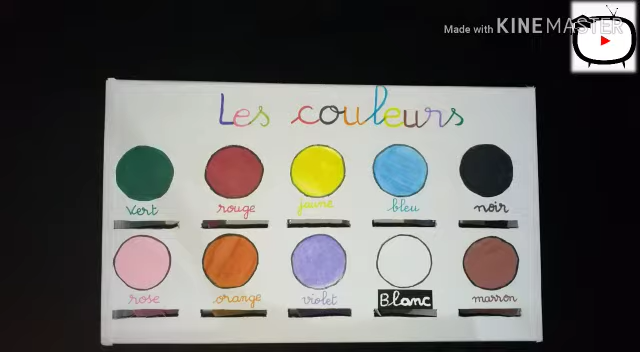 Made with KINEMASTER
Les couleurs
vert rouge jaune bleu noir
rose orange violet Blanc marron